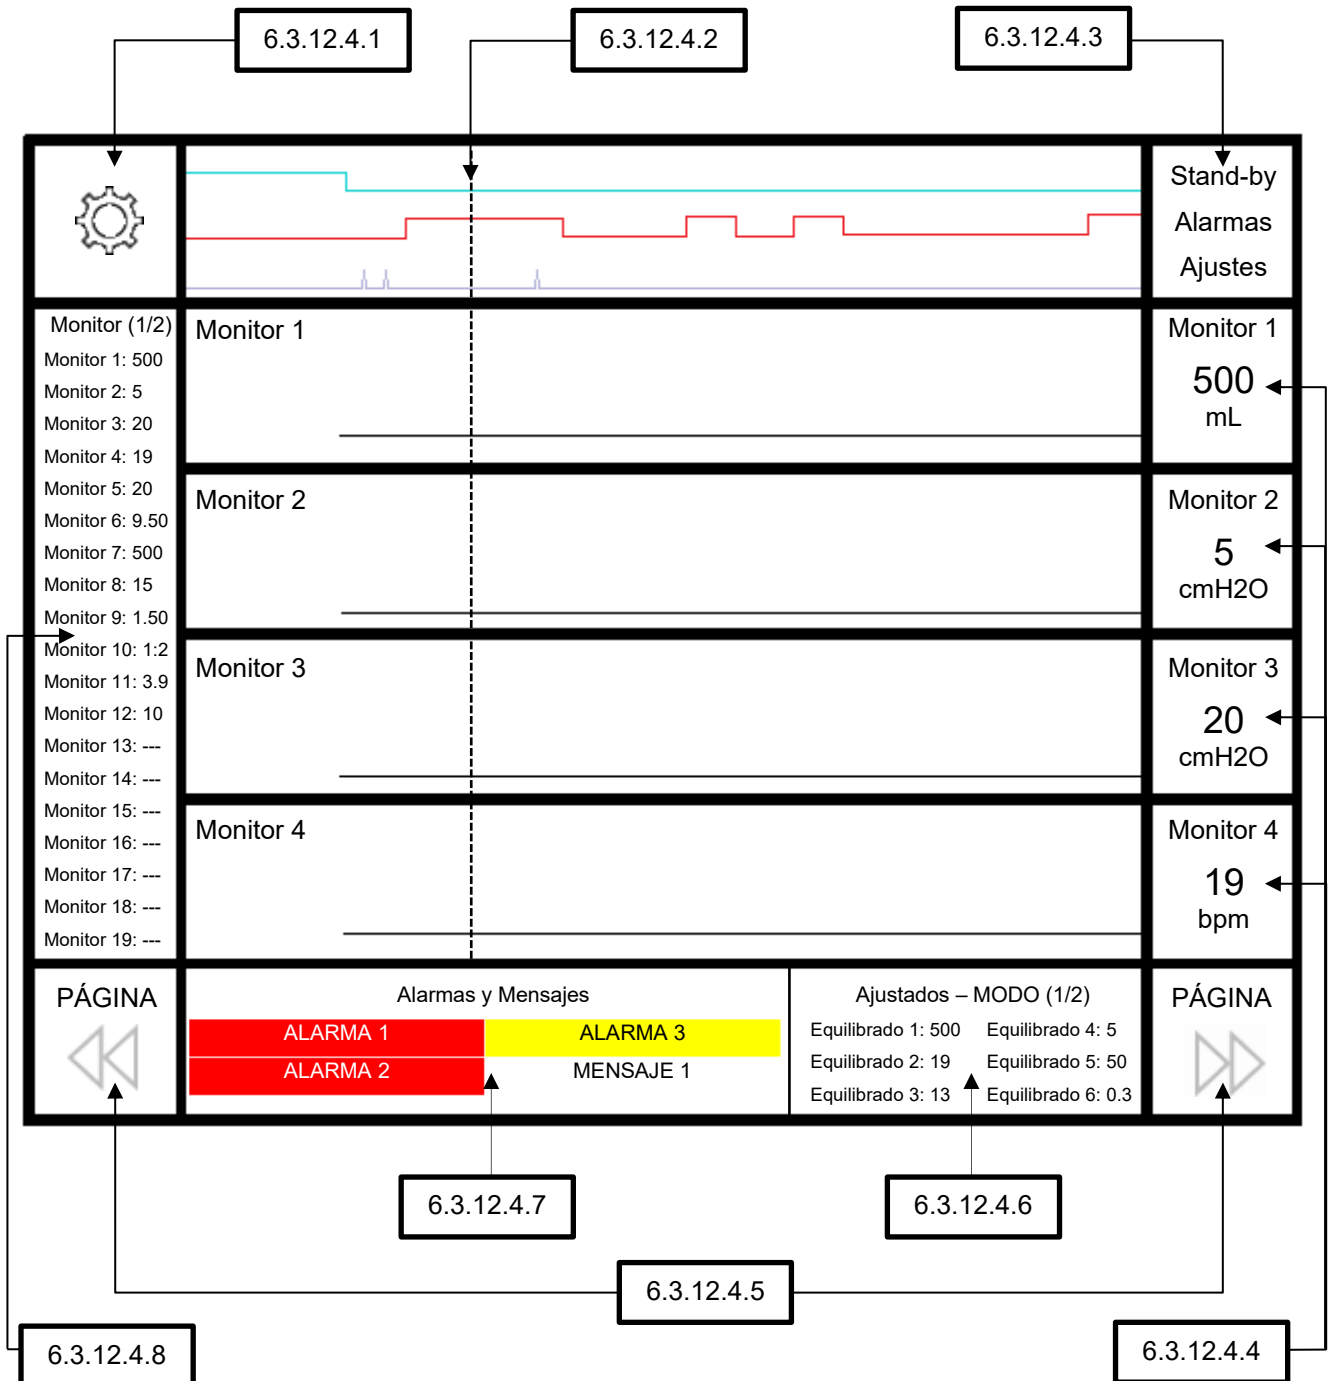 6.3.12.4.1
6.3.12.4.2
6.3.12.4.3
Stand-by
Alarmas
Ajustes
Monitor (1/2)
Monitor 1: 500
Monitor 2: 5
Monitor 3: 20
Monitor 4: 19
Monitor 5: 20
Monitor 6: 9.50
Monitor 7: 500
Monitor 8: 15
Monitor 9: 1.50
Monitor 10: 1:2
Monitor 11: 3.9
Monitor 12: 10
Monitor 13: ---
Monitor 14: ---
Monitor 15: ---
Monitor 16: ---
Monitor 17: ---
Monitor 18: ---
Monitor 19: ---
Monitor 1
Monitor 2
Monitor 3
Monitor 4
Monitor 1
500
mL
Monitor 2
5
cmH2O
Monitor 3
20
cmH2O
Monitor 4
19
bpm
PÁGINA
Alarmas y Mensajes
ALARMA 1
ALARMA 3
ALARMA 2
MENSAJE 1
Ajustados – MODO (1/2)
Equilibrado 1: 500
Equilibrado 4: 5
Equilibrado 2: 19
Equilibrado 5: 50
Equilibrado 3: 13
Equilibrado 6: 0.3
PÁGINA
6.3.12.4.7
6.3.12.4.6
6.3.12.4.5
6.3.12.4.8
6.3.12.4.4